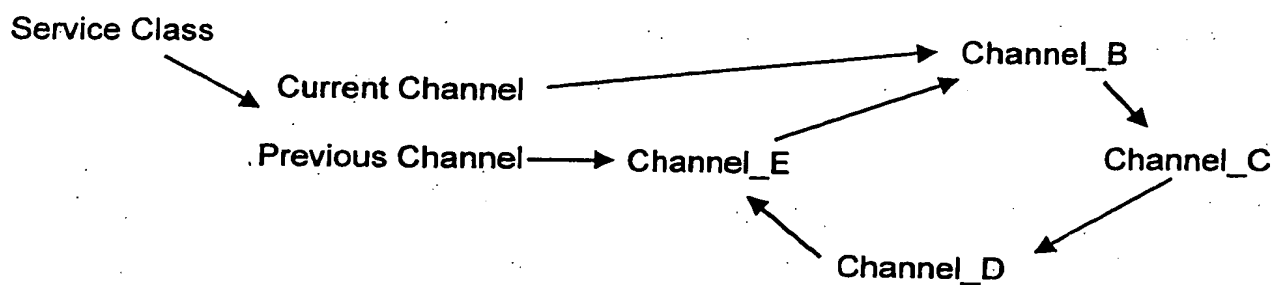 Service Class
Current Channel
Previous Channel
Channel_B
Channel_E
Channel_C
Channel_D